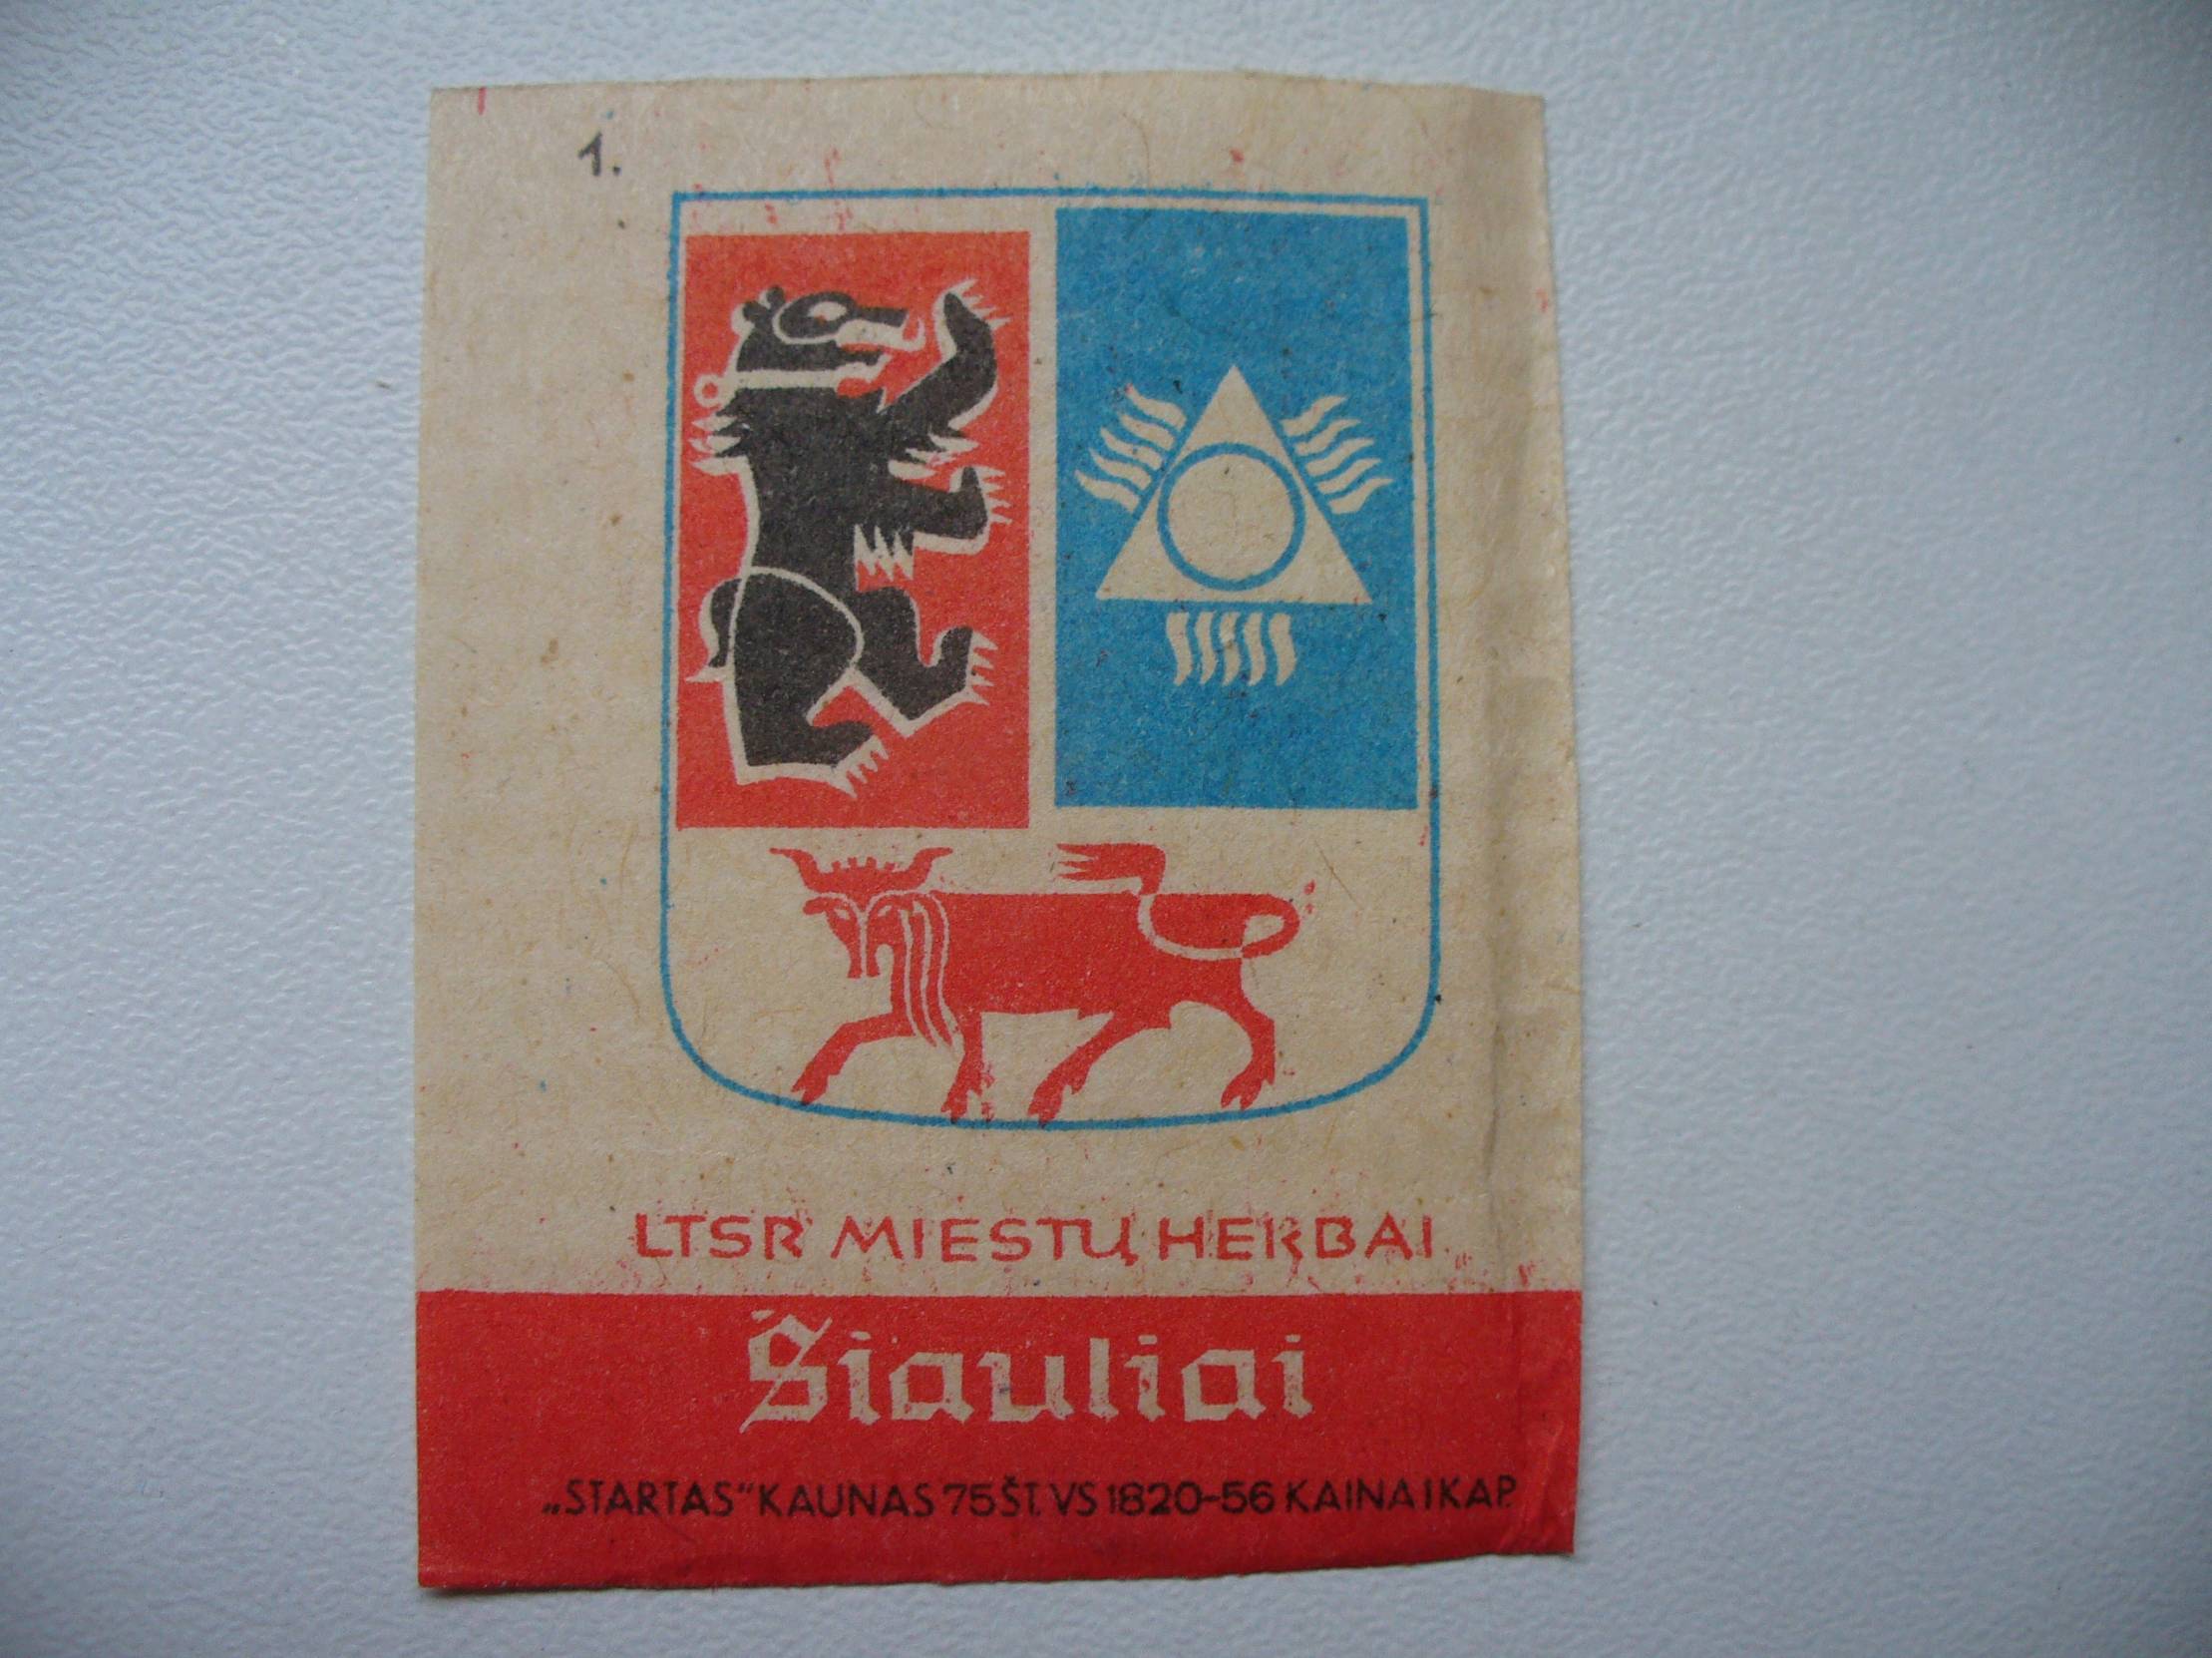 1.
LTSR MIESTŲ HERBAI
Šiauliai
„STARTAS“ KAUNAS 75 ŠT. VS 1820-56 KAINA 1 KAP.